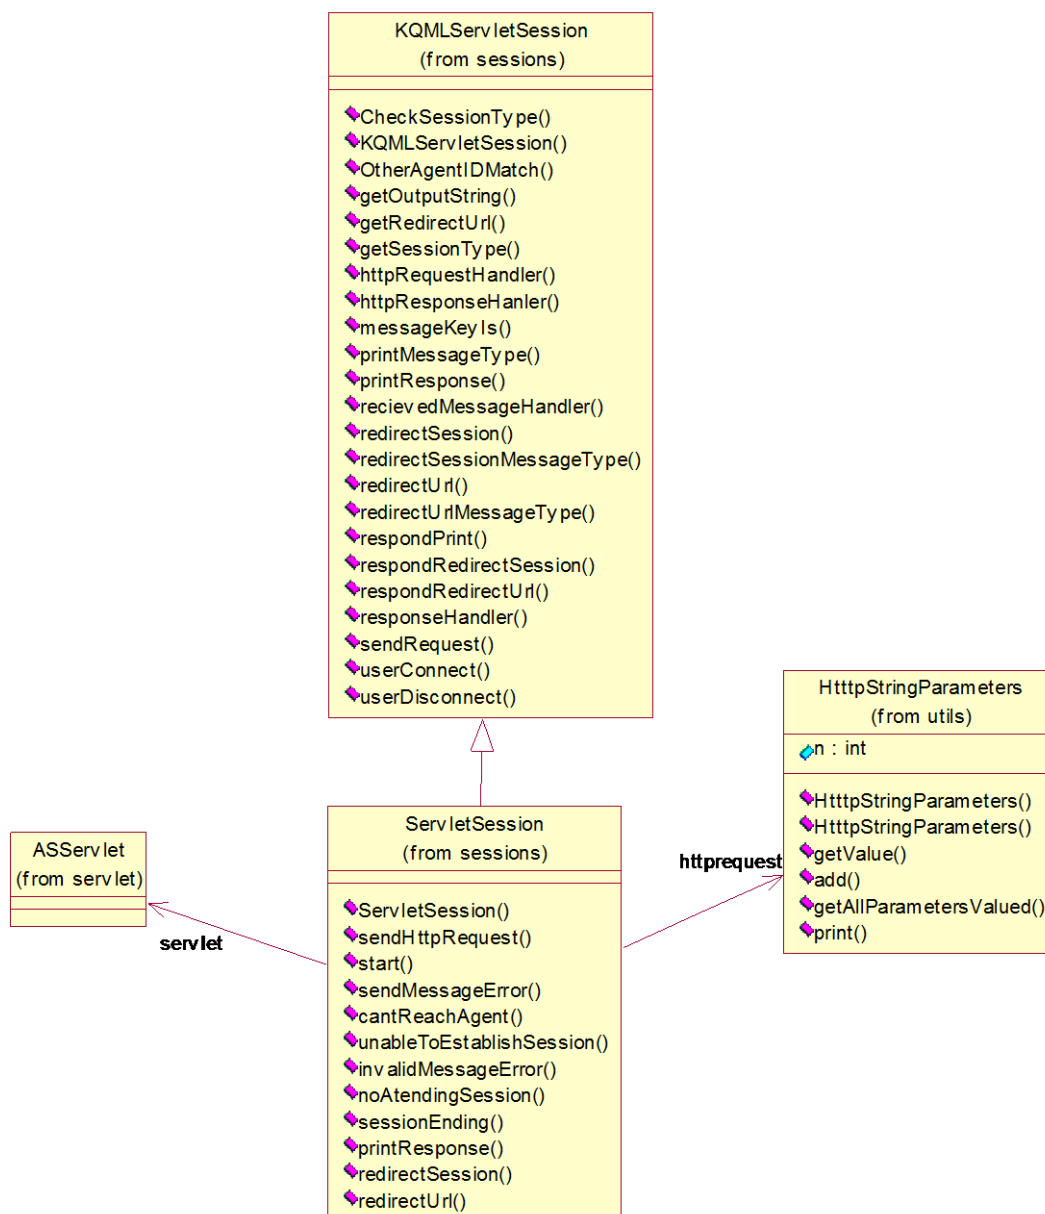 KQMLServletSession
(from sessions)
CheckSessionType()
KQMLServletSession()
OtherAgentIDMatch()
getOutputString()
getRedirectUrl()
getSessionType()
httpRequestHandler()
httpResponseHanler()
messageKeyIs()
printMessageType()
printResponse()
recievedMessageHandler()
redirectSession()
redirectSessionMessageType()
redirectUrl()
redirectUrlMessageType()
respondPrint()
respondRedirectSession()
respondRedirectUrl()
responseHandler()
sendRequest()
userConnect()
userDisconnect()
HtttpStringParameters
(from utils)
n : int
HtttpStringParameters()
HtttpStringParameters()
getValue()
add()
getAllParametersValued()
print()
httprequest
ASServlet
(from servlet)
servlet
ServletSession
(from sessions)
ServletSession()
sendHttpRequest()
start()
sendMessageError()
cantReachAgent()
unableToEstablishSession()
invalidMessageError()
noAtendingSession()
sessionEnding()
printResponse()
redirectSession()
redirectUrl()